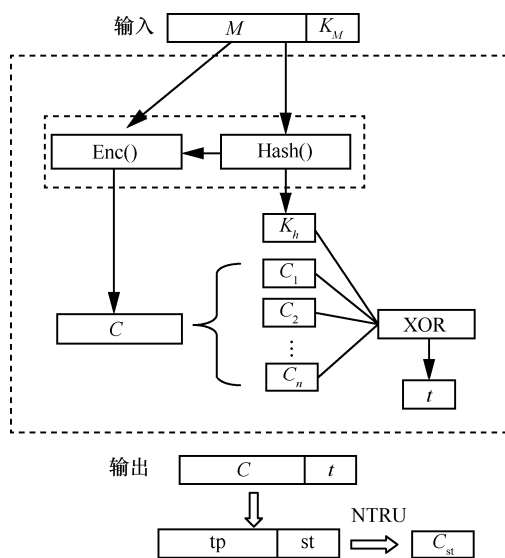 输入 M K_M
Enc() Hash()
K_h
C_1
C C_2 XOR
⋮
C_n t
输出 C t
NTRU
tp st C_st